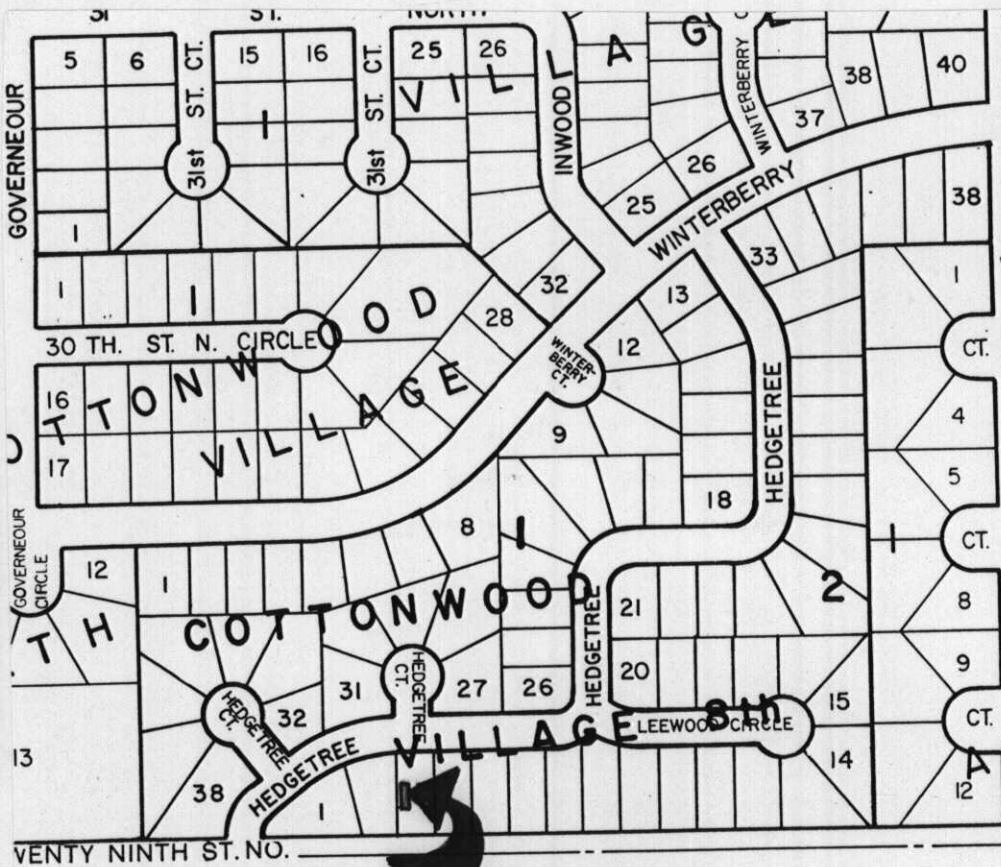 31
ST.
NORTH
5
6
31st ST. CT.
15
16
31st ST. CT.
25
26
VIL
L
A
G
E
INWOOD
WINTERBERRY
38
40
37
26
25
WINTERBERRY
GOVERNEOUR
1
1
33
38
1
1
1
32
13
28
30 TH. ST. N. CIRCLE
WINTER-
BERRY
CT.
12
CT.
16
TTONWOOD
VILLAGE
HEDGETREE
4
17
9
5
18
8
1
1
CT.
GOVERNEOUR
CIRCLE
12
1
2
8
TH
COTTONWOOD
HEDGETREE
21
HEDGETREE
CT.
31
HEDGETREE
CT.
27
26
20
9
32
15
CT.
VILLAGE 8th
LEEWOOD CIRCLE
13
HEDGETREE
14
A
38
1
12
VENTY NINTH ST. NO.